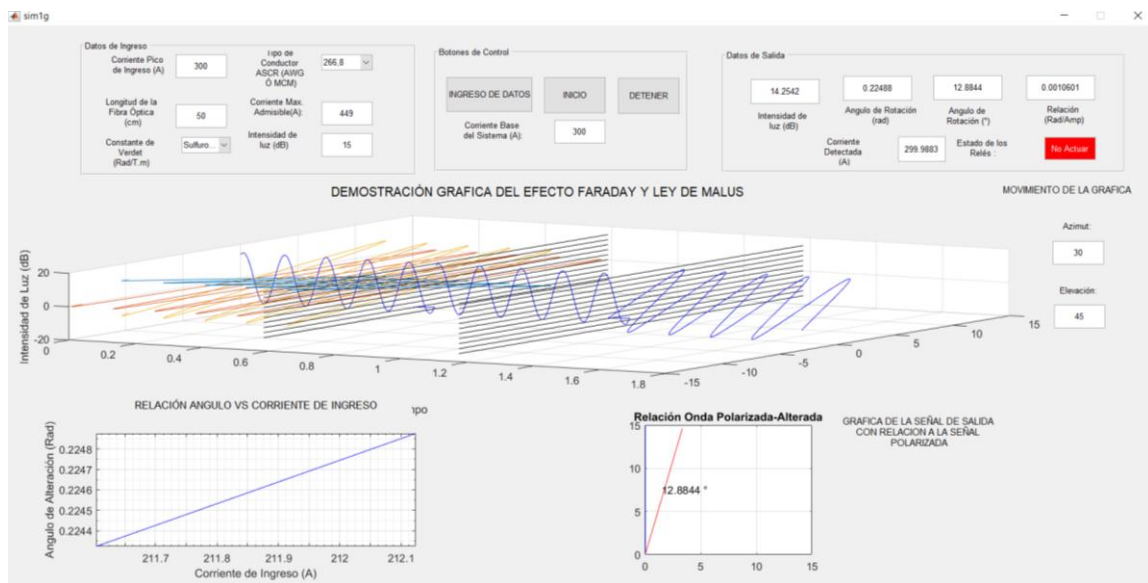 sim1g
Datos de Ingreso
Corriente Pico
de Ingreso (A)
300
Tipo de
Conductor
ASCR (AWG
Ó MCM)
266,8
Longitud de la
Fibra Óptica
(cm)
50
Corriente Max.
Admisible(A):
449
Constante de
Verdet
(Rad/T.m)
Sulfuro...
Intensidad de
luz (dB)
15
Botones de Control
INGRESO DE DATOS
INICIO
DETENER
Corriente Base
del Sistema (A):
300
Datos de Salida
14.2542
0.22488
12.8844
0.0010601
Intensidad de
luz (dB)
Angulo de Rotación
(rad)
Angulo de
Rotación (°)
Relación
(Rad/Amp)
Corriente
Detectada
(A)
299.9883
Estado de los
Relés :
No Actuar
DEMOSTRACIÓN GRAFICA DEL EFECTO FARADAY Y LEY DE MALUS
MOVIMIENTO DE LA GRAFICA
Azimut:
30
Elevación:
45
Intensidad de Luz (dB)
20
0
-20
0
0.2
0.4
0.6
0.8
1
1.2
1.4
1.6
1.8
-15
-10
-5
0
5
10
15
RELACIÓN ANGULO VS CORRIENTE DE INGRESO
mpo
Angulo de Alteración (Rad)
0.2248
0.2247
0.2246
0.2245
0.2244
211.7
211.8
211.9
212
212.1
Corriente de Ingreso (A)
Relación Onda Polarizada-Alterada
15
10
5
0
12.8844 °
0
5
10
15
GRAFICA DE LA SEÑAL DE SALIDA
CON RELACION A LA SEÑAL
POLARIZADA